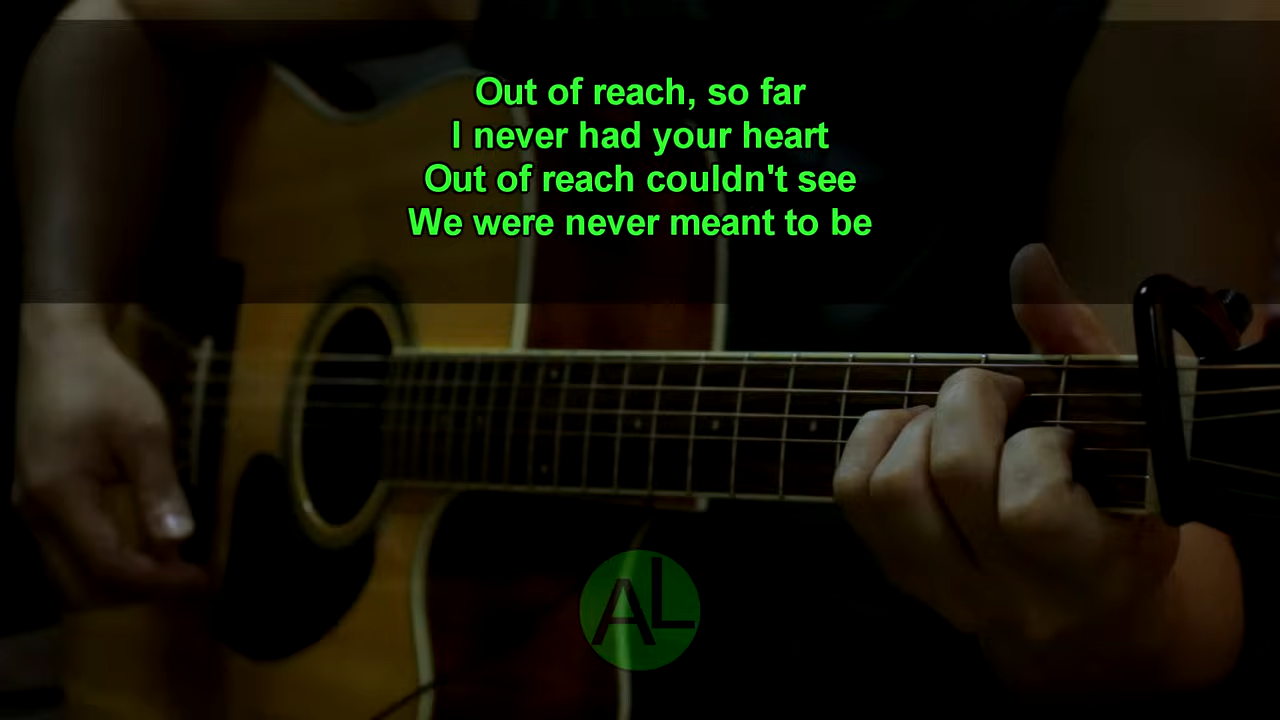 Out of reach, so far
I never had your heart
Out of reach couldn't see
We were never meant to be
AL